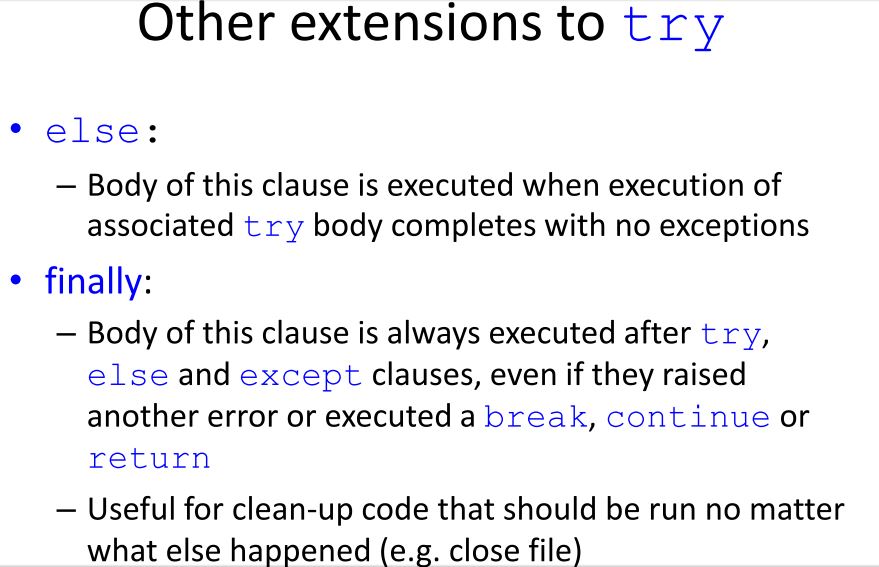 Other extensions to try
• else:
– Body of this clause is executed when execution of
associated try body completes with no exceptions
• finally:
– Body of this clause is always executed after try,
else and except clauses, even if they raised
another error or executed a break, continue or
return
– Useful for clean-up code that should be run no matter
what else happened (e.g. close file)